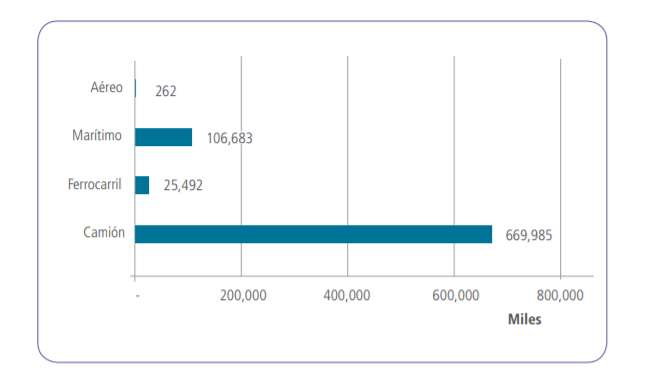 Aéreo 262
Marítimo 106,683
Ferrocarril 25,492
Camión 669,985
- 200,000 400,000 600,000 800,000
Miles